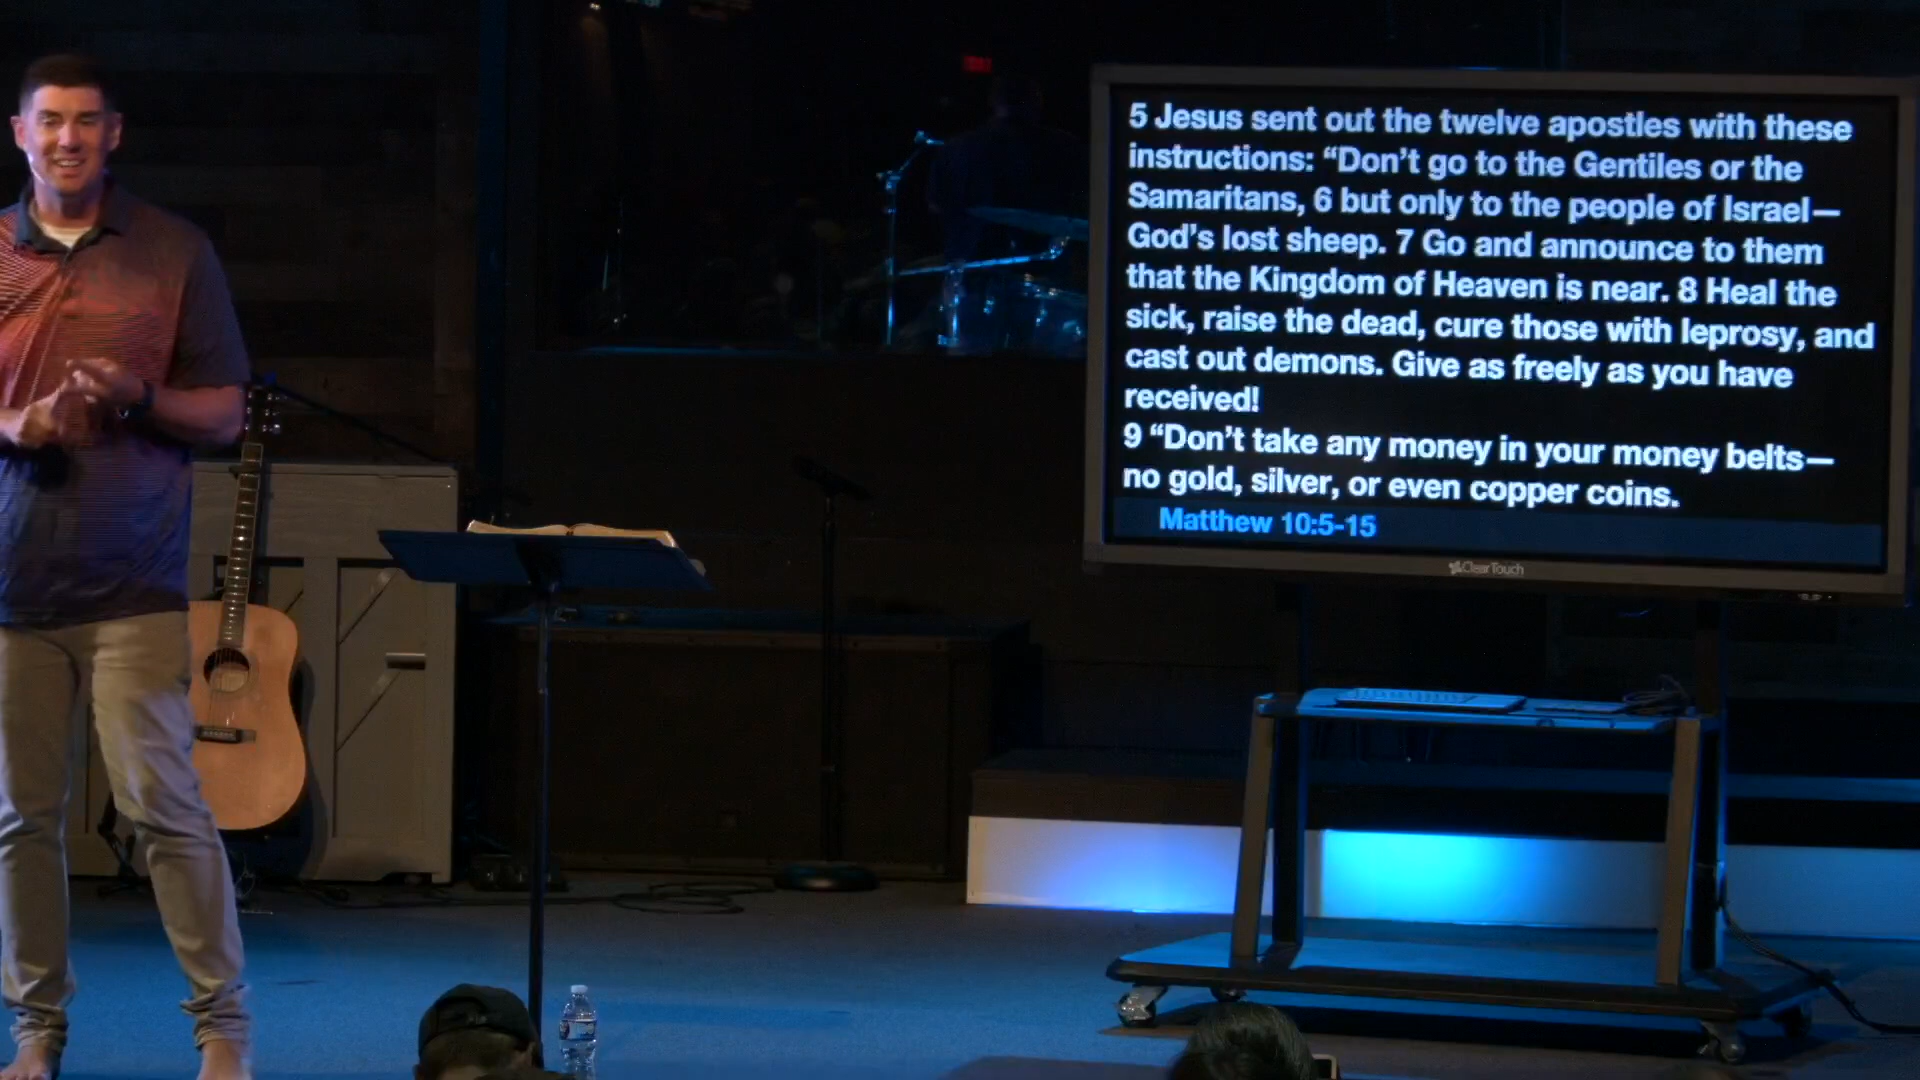 5 Jesus sent out the twelve apostles with these
instructions: “Don’t go to the Gentiles or the
Samaritans, 6 but only to the people of Israel—
God’s lost sheep. 7 Go and announce to them
that the Kingdom of Heaven is near. 8 Heal the
sick, raise the dead, cure those with leprosy, and
cast out demons. Give as freely as you have
received!
9 “Don’t take any money in your money belts—
no gold, silver, or even copper coins.
Matthew 10:5-15
ClearTouch